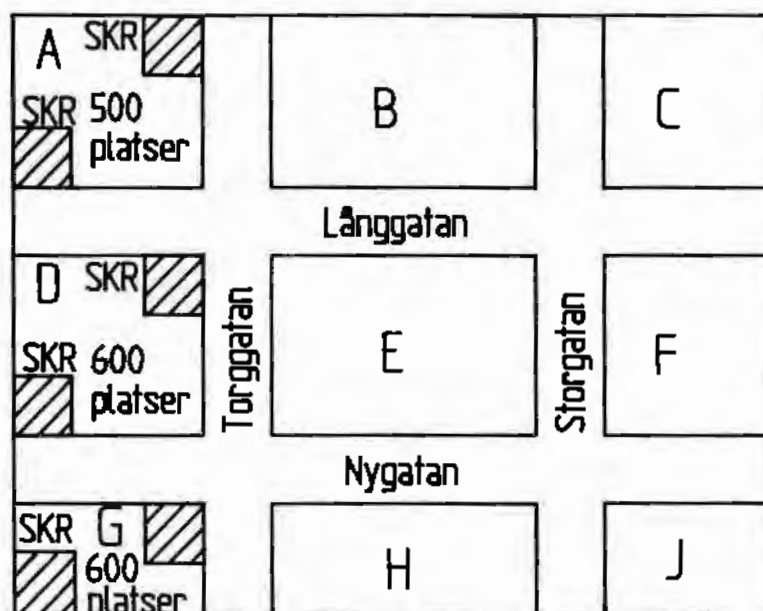 A SKR
B
C
SKR 500
platser
Långgatan
D SKR
E
F
SKR 600
platser
Torggatan
Storgatan
Nygatan
SKR G
H
J
600
platser